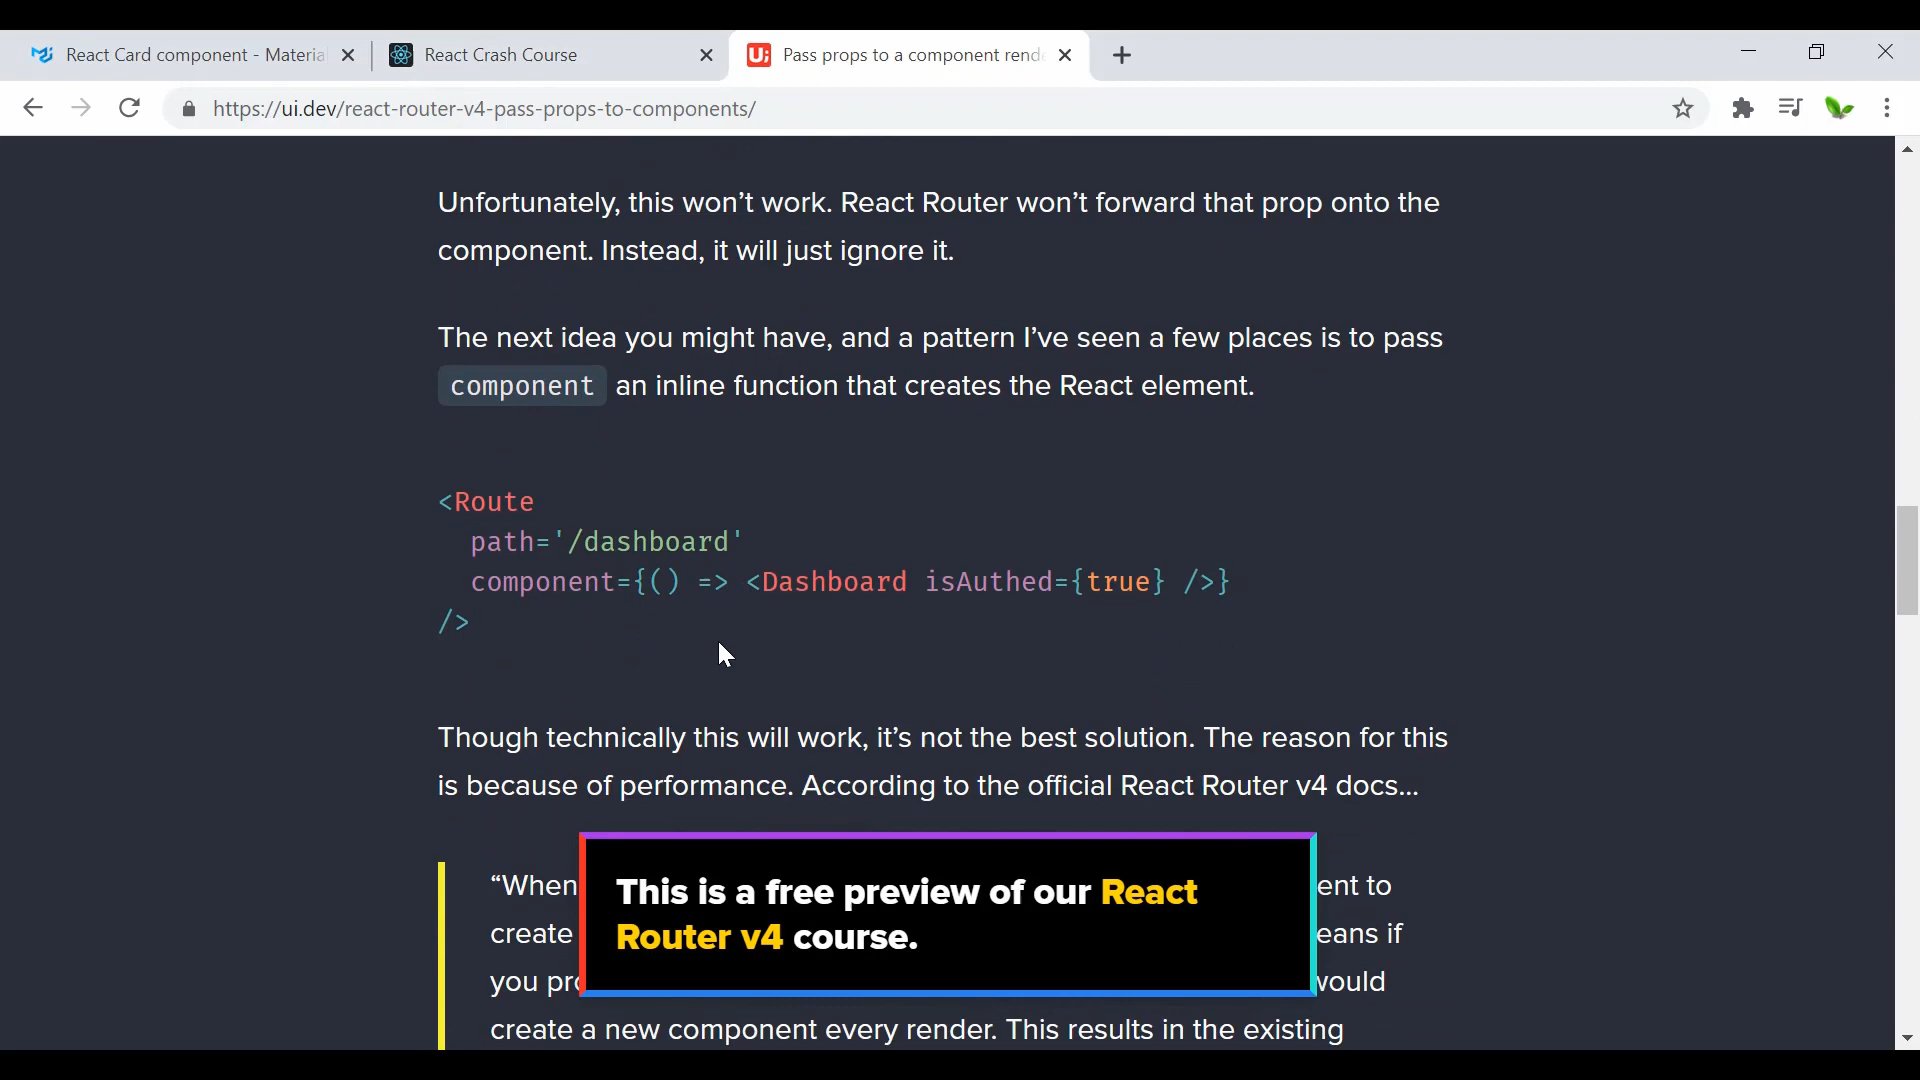 React Card component - Materia
React Crash Course
Pass props to a component rende
https://ui.dev/react-router-v4-pass-props-to-components/
Unfortunately, this won’t work. React Router won’t forward that prop onto the
component. Instead, it will just ignore it.
The next idea you might have, and a pattern I’ve seen a few places is to pass
component an inline function that creates the React element.
<Route
path='/dashboard'
component={() => <Dashboard isAuthed={true} />}
/>
Though technically this will work, it’s not the best solution. The reason for this
is because of performance. According to the official React Router v4 docs...
“When ent to
create eans if
you pro would
create a new component every render. This results in the existing
This is a free preview of our React
Router v4 course.